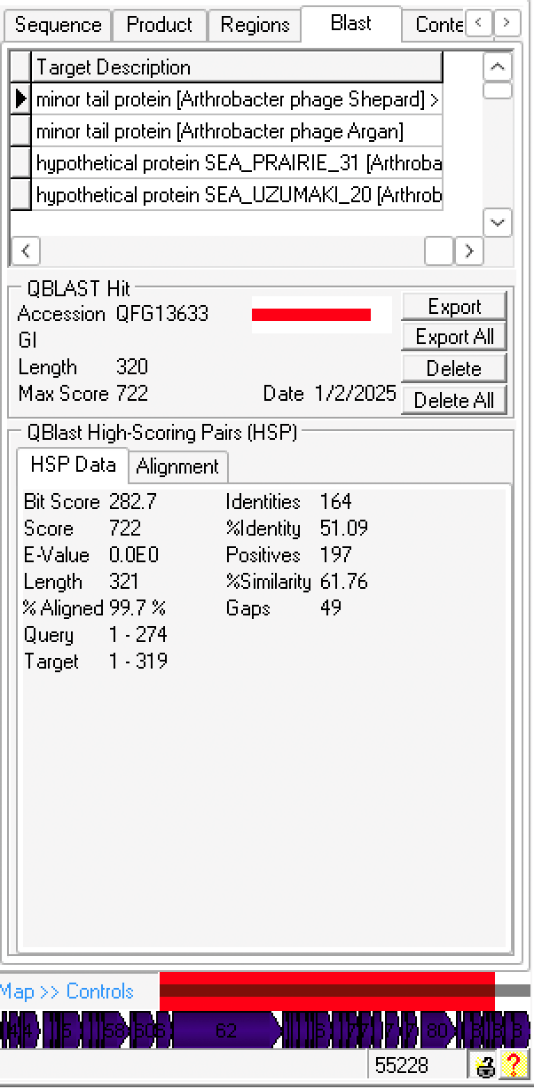 Sequence Product Regions Blast Conte
Target Description
minor tail protein [Arthrobacter phage Shepard] >
minor tail protein [Arthrobacter phage Argan]
hypothetical protein SEA_PRAIRIE_31 [Arthroba
hypothetical protein SEA_UZUMAKI_20 [Arthrob
QBLAST Hit
Accession QFG13633
Export
GI
Export All
Length 320
Delete
Max Score 722 Date 1/2/2025
Delete All
QBlast High-Scoring Pairs (HSP)
HSP Data Alignment
Bit Score 282.7 Identities 164
Score 722 %Identity 51.09
E-Value 0.0E0 Positives 197
Length 321 %Similarity 61.76
% Aligned 99.7 % Gaps 49
Query 1 - 274
Target 1 - 319
Map >> Controls
62 80
55228 ?